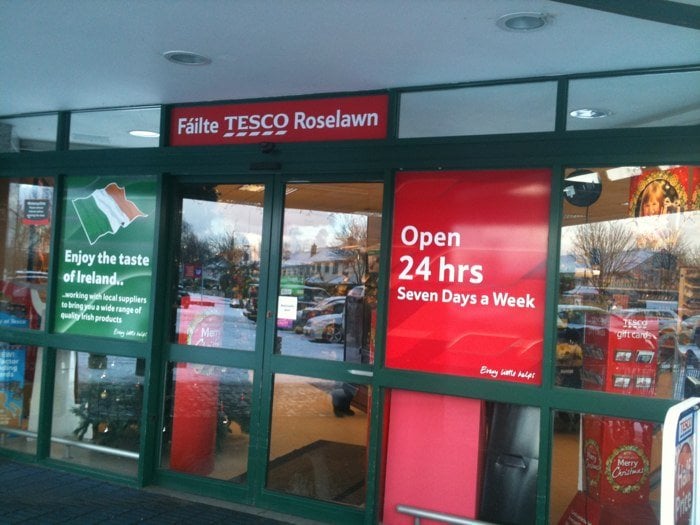 Fáilte TESCO Roselawn
Enjoy the taste
of Ireland..
..working with local suppliers
to bring you a wide range of
quality Irish products
Every little helps
Open
24 hrs
Seven Days a Week
Every little helps
TESCO
gift cards
Merry
Christmas
Merry
TESCO